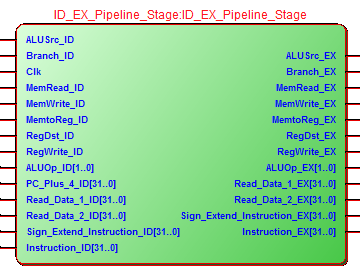 ID_EX_Pipeline_Stage:ID_EX_Pipeline_Stage
ALUSrc_ID
Branch_ID
Clk
MemRead_ID
MemWrite_ID
MemtoReg_ID
RegDst_ID
RegWrite_ID
ALUOp_ID[1..0]
PC_Plus_4_ID[31..0]
Read_Data_1_ID[31..0]
Read_Data_2_ID[31..0]
Sign_Extend_Instruction_ID[31..0]
Instruction_ID[31..0]
ALUSrc_EX
Branch_EX
MemRead_EX
MemWrite_EX
MemtoReg_EX
RegDst_EX
RegWrite_EX
ALUOp_EX[1..0]
Read_Data_1_EX[31..0]
Read_Data_2_EX[31..0]
Sign_Extend_Instruction_EX[31..0]
Instruction_EX[31..0]